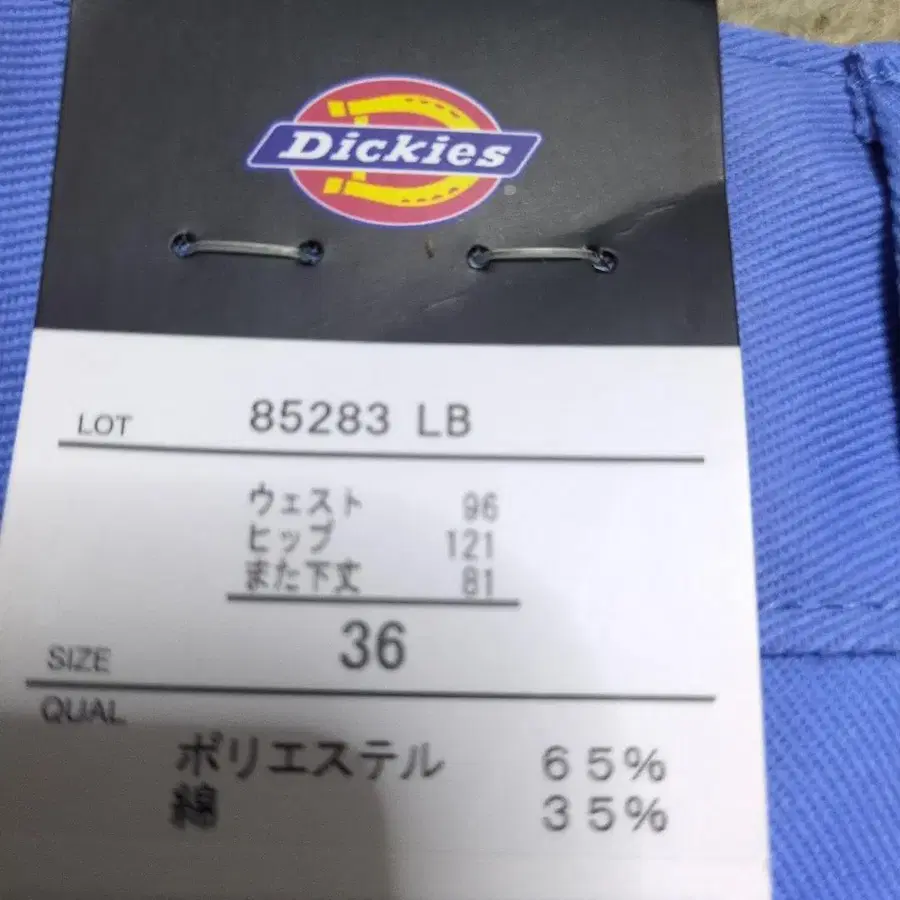 Dickies
LOT 85283 LB
ウェスト 96
ヒップ 121
また下丈 81
SIZE 36
QUAL
ポリエステル 65%
綿 35%